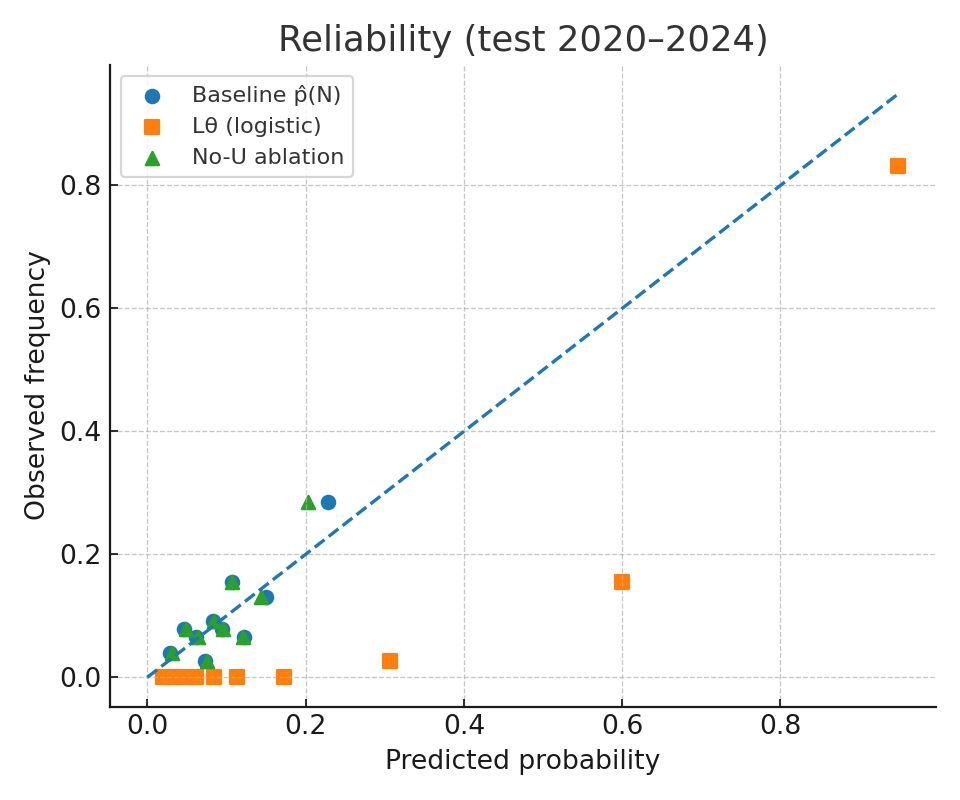 Reliability (test 2020–2024)
Baseline p̂(N)
Lθ (logistic)
No-U ablation
Observed frequency
0.8
0.6
0.4
0.2
0.0
0.0 0.2 0.4 0.6 0.8
Predicted probability